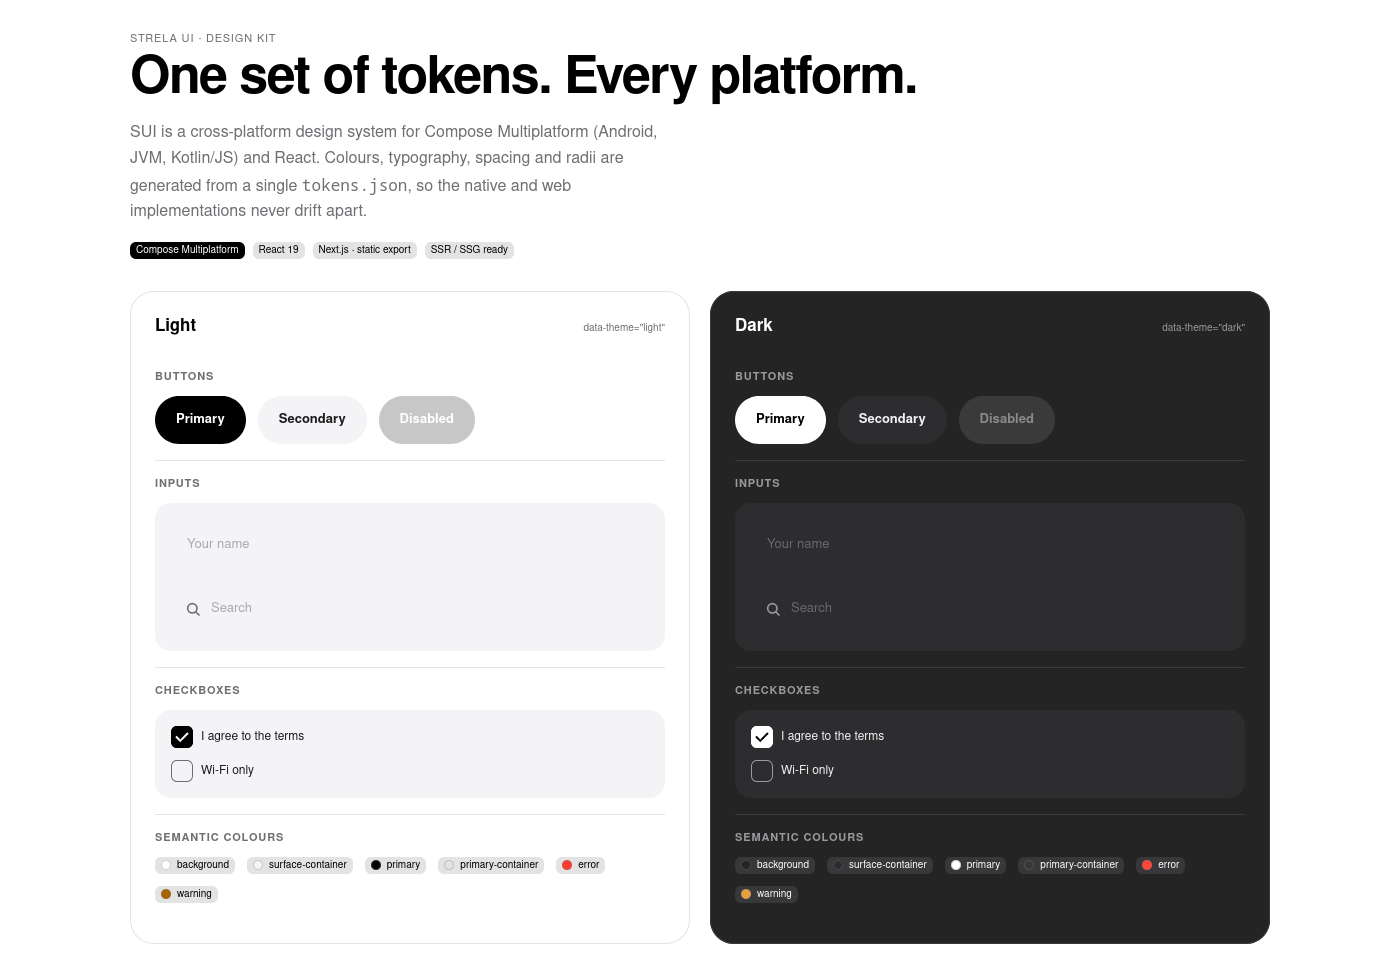 STRELA UI · DESIGN KIT
One set of tokens. Every platform.
SUI is a cross-platform design system for Compose Multiplatform (Android,
JVM, Kotlin/JS) and React. Colours, typography, spacing and radii are
generated from a single tokens.json, so the native and web
implementations never drift apart.
Compose Multiplatform React 19 Next.js · static export SSR / SSG ready
Light data-theme="light"
BUTTONS
Primary Secondary Disabled
INPUTS
Your name
Search
CHECKBOXES
I agree to the terms
Wi-Fi only
SEMANTIC COLOURS
background surface-container primary primary-container error
warning
Dark data-theme="dark"
BUTTONS
Primary Secondary Disabled
INPUTS
Your name
Search
CHECKBOXES
I agree to the terms
Wi-Fi only
SEMANTIC COLOURS
background surface-container primary primary-container error
warning